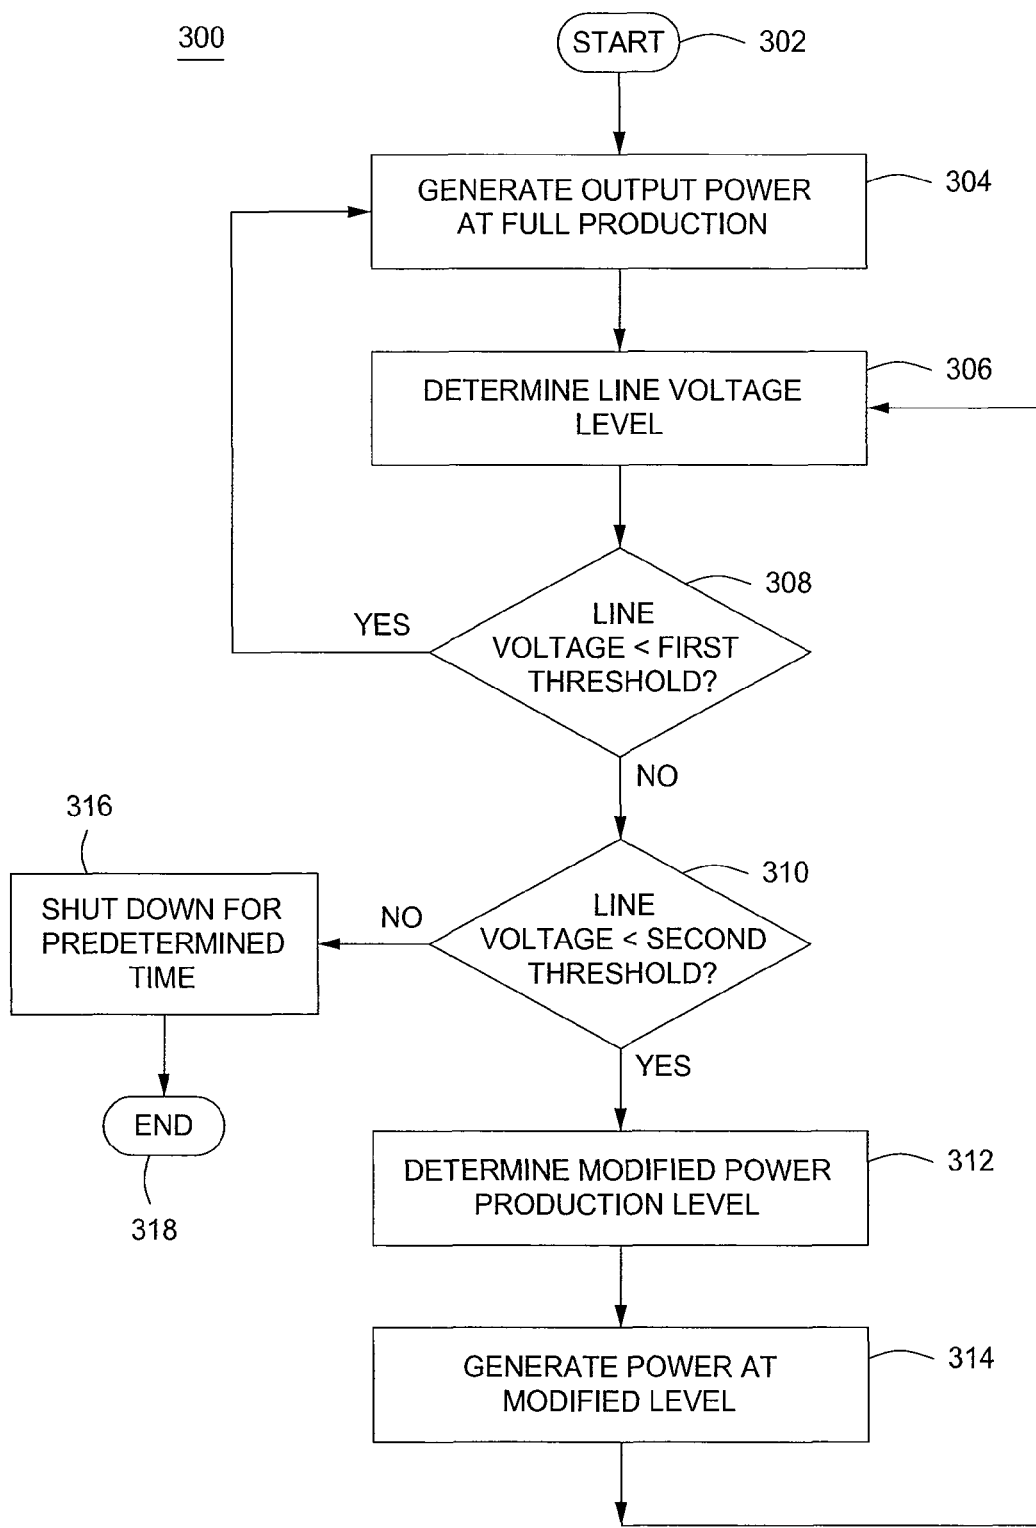 300
START
302
GENERATE OUTPUT POWER
AT FULL PRODUCTION
304
DETERMINE LINE VOLTAGE
LEVEL
306
LINE
VOLTAGE < FIRST
THRESHOLD?
308
YES
NO
LINE
VOLTAGE < SECOND
THRESHOLD?
310
NO
316
SHUT DOWN FOR
PREDETERMINED
TIME
END
318
YES
DETERMINE MODIFIED POWER
PRODUCTION LEVEL
312
GENERATE POWER AT
MODIFIED LEVEL
314